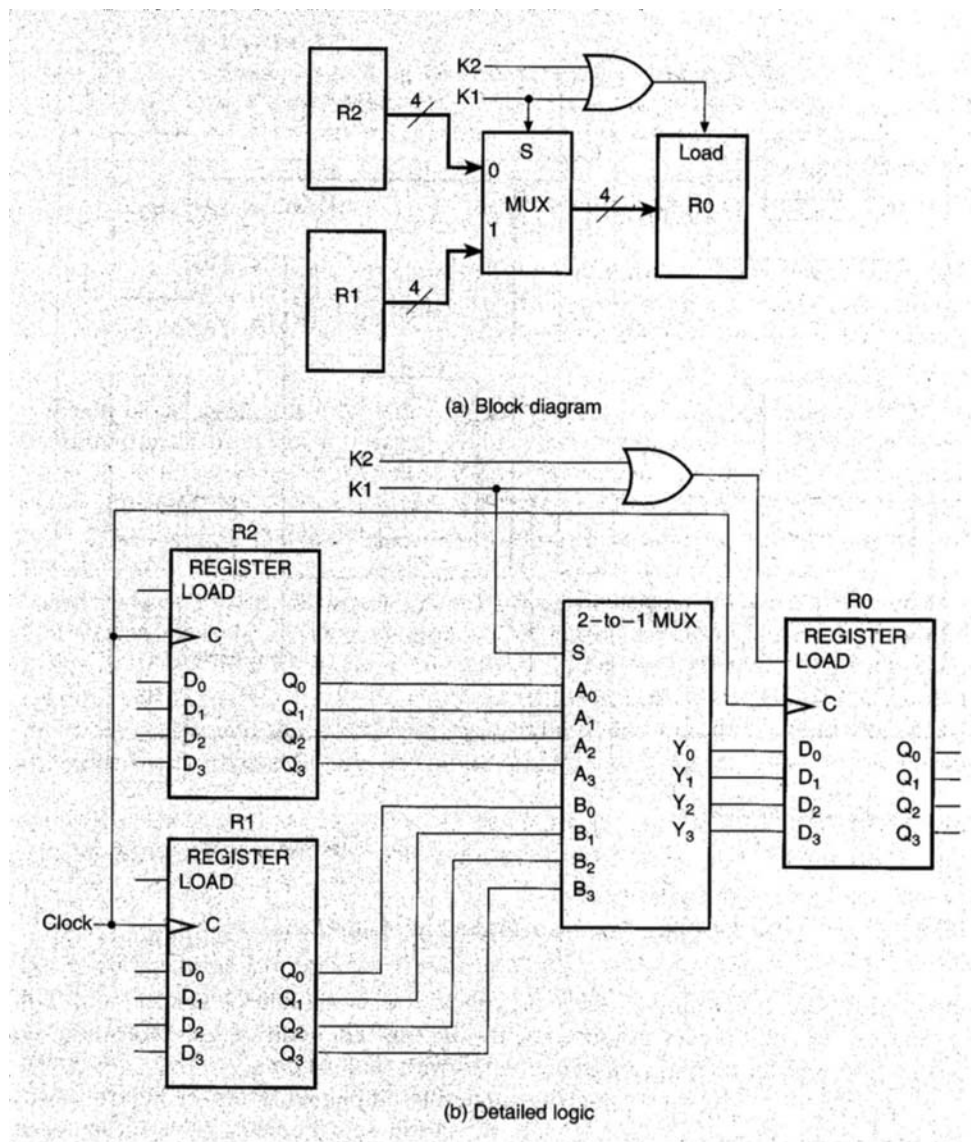 K2
K1
4
R2
S
Load
0
MUX
4
R0
1
R1
4
(a) Block diagram
K2
K1
R2
REGISTER
LOAD
C
D0 Q0
D1 Q1
D2 Q2
D3 Q3
2-to-1 MUX
S
A0
A1
A2
A3
B0
B1
B2
B3
Y0
Y1
Y2
Y3
R0
REGISTER
LOAD
C
D0 Q0
D1 Q1
D2 Q2
D3 Q3
R1
REGISTER
LOAD
Clock
C
D0 Q0
D1 Q1
D2 Q2
D3 Q3
(b) Detailed logic